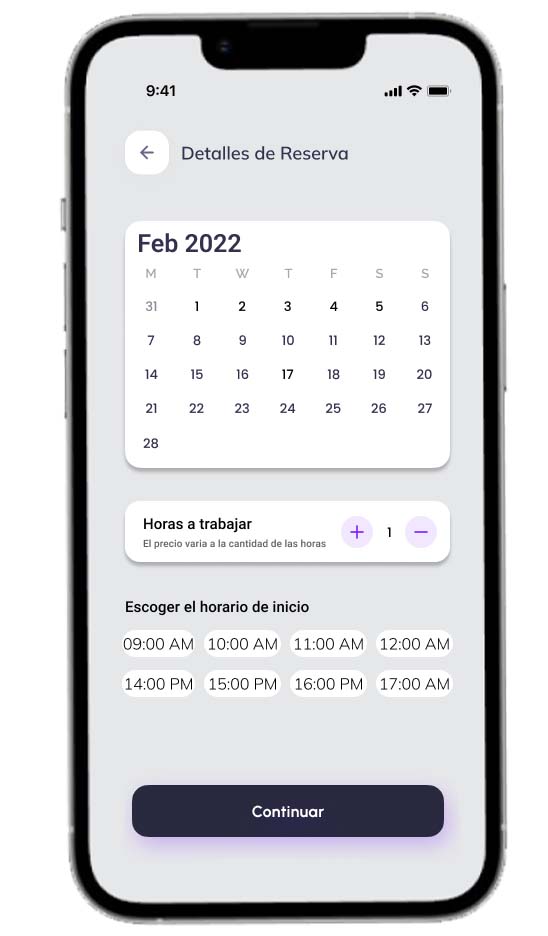 9:41
Detalles de Reserva
Feb 2022
M T W T F S S
31 1 2 3 4 5 6
7 8 9 10 11 12 13
14 15 16 17 18 19 20
21 22 23 24 25 26 27
28
Horas a trabajar
El precio varia a la cantidad de las horas
+ 1 −
Escoger el horario de inicio
09:00 AM 10:00 AM 11:00 AM 12:00 AM
14:00 PM 15:00 PM 16:00 PM 17:00 AM
Continuar